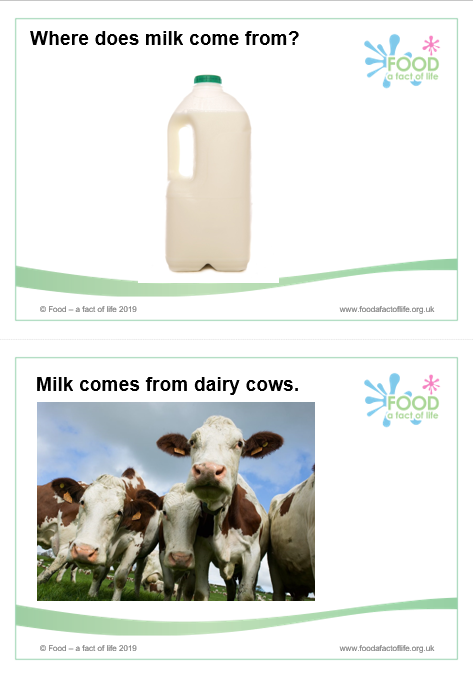 Where does milk come from?
FOOD
a fact of life
© Food – a fact of life 2019
www.foodafactoflife.org.uk
Milk comes from dairy cows.
FOOD
a fact of life
© Food – a fact of life 2019
www.foodafactoflife.org.uk